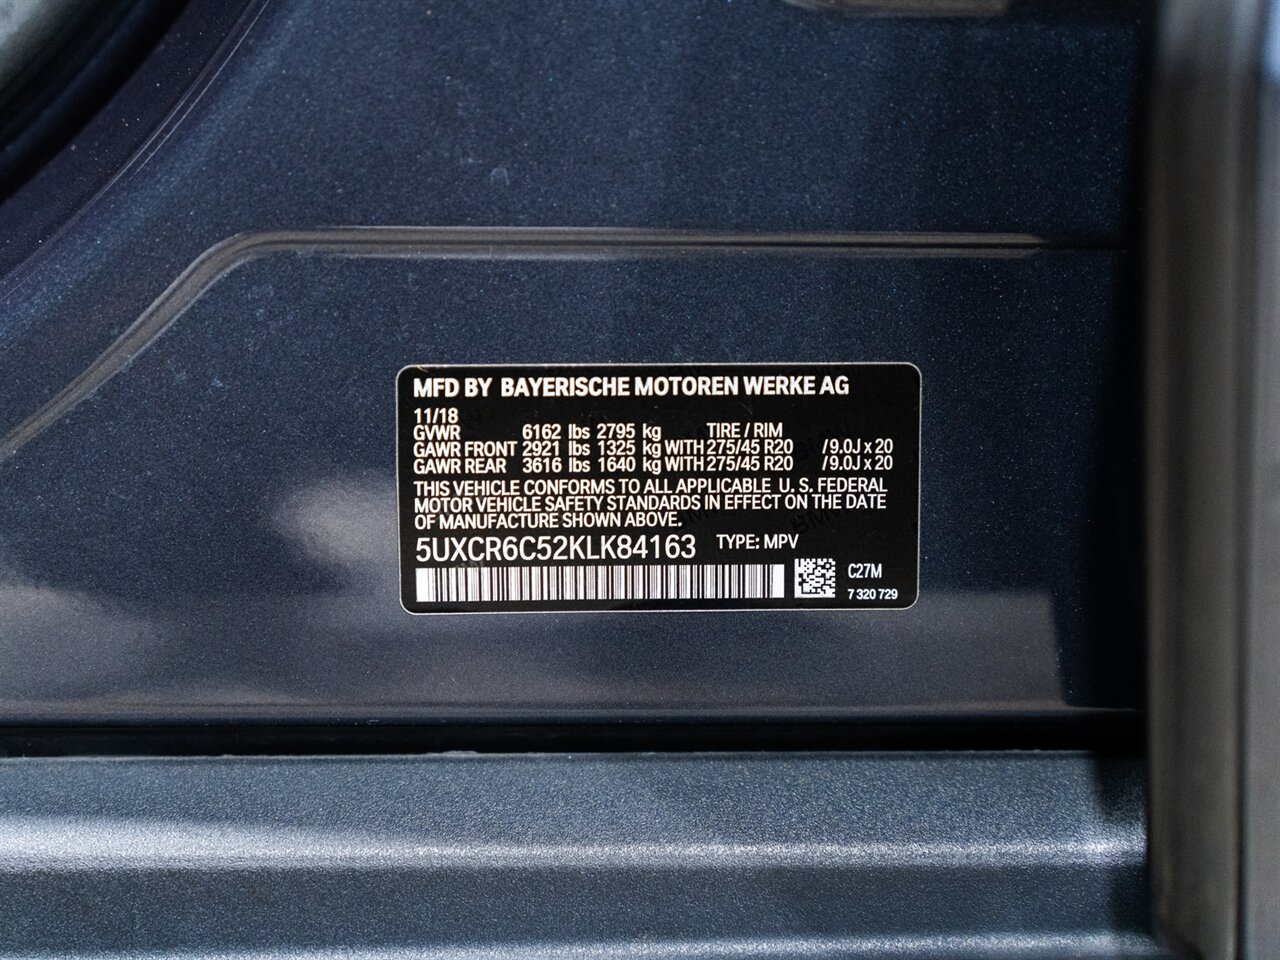 MFD BY BAYERISCHE MOTOREN WERKE AG
11/18
GVWR 6162 lbs 2795 kg TIRE / RIM
GAWR FRONT 2921 lbs 1325 kg WITH 275/45 R20 /9.0J x 20
GAWR REAR 3616 lbs 1640 kg WITH 275/45 R20 /9.0J x 20
THIS VEHICLE CONFORMS TO ALL APPLICABLE U. S. FEDERAL
MOTOR VEHICLE SAFETY STANDARDS IN EFFECT ON THE DATE
OF MANUFACTURE SHOWN ABOVE.
5UXCR6C52KLK84163 TYPE: MPV
C27M
7 320 729